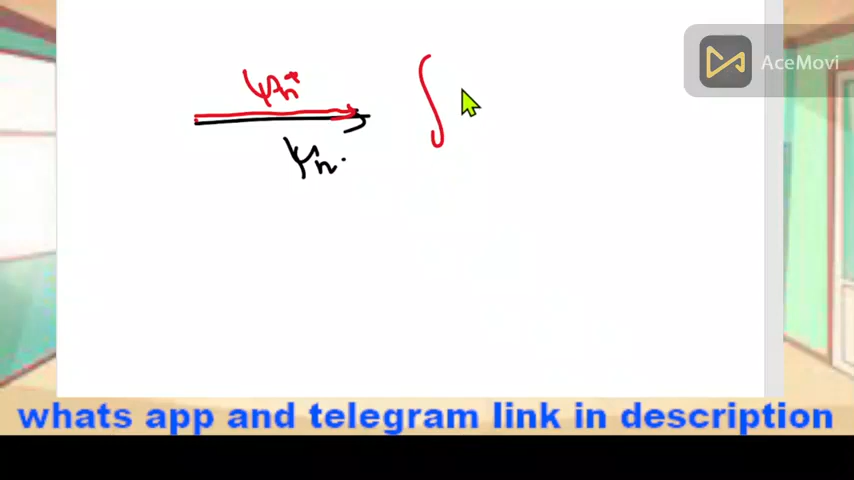 ψn*
∫
ψn.
AceMovi
whats app and telegram link in description